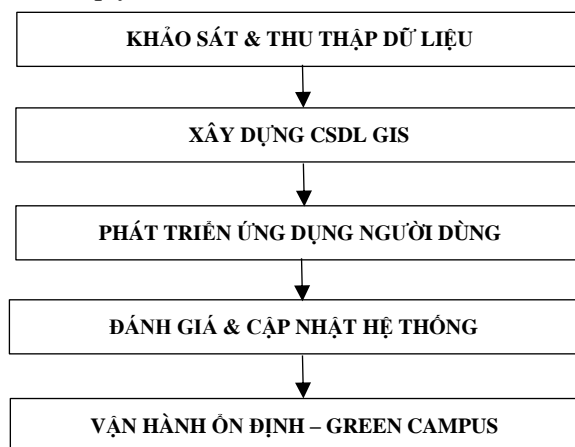 KHẢO SÁT & THU THẬP DỮ LIỆU
XÂY DỰNG CSDL GIS
PHÁT TRIỂN ỨNG DỤNG NGƯỜI DÙNG
ĐÁNH GIÁ & CẬP NHẬT HỆ THỐNG
VẬN HÀNH ỔN ĐỊNH – GREEN CAMPUS